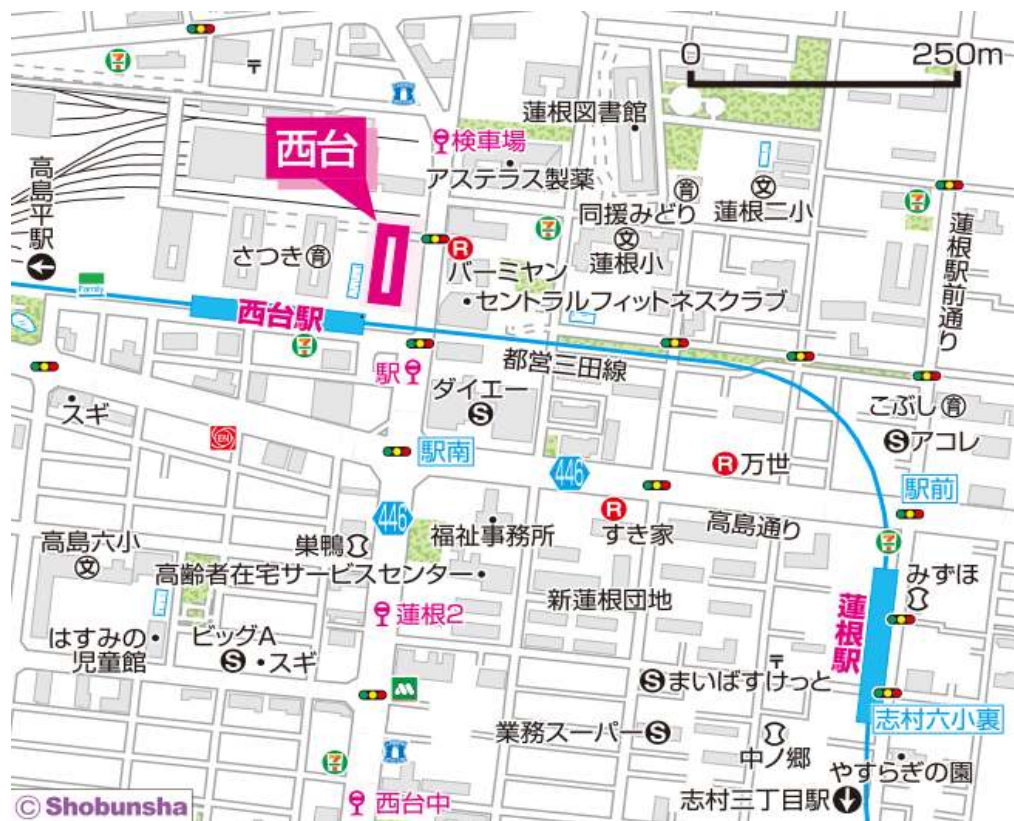 0 250m
〒
蓮根図書館
検車場
西台
アステラス製薬
高島平駅
同援みどり 育
文
蓮根二小
文
蓮根小
さつき 育
R
バーミヤン
蓮根駅前通り
Family
・セントラルフィットネスクラブ
西台駅
都営三田線
駅
ダイエー
S
こぶし 育
スギ
S アコレ
駅南
446
R 万世
駅前
446
R
すき家
高島通り
福祉事務所
高島六小
文
巣鴨
高齢者在宅サービスセンター・
みずほ
新蓮根団地
蓮根2
蓮根駅
はすみの
児童館
ビッグA
S ・スギ
〒
S まいばすけっと
志村六小裏
業務スーパー S
中ノ郷
やすらぎの園
西台中
志村三丁目駅
© Shobunsha